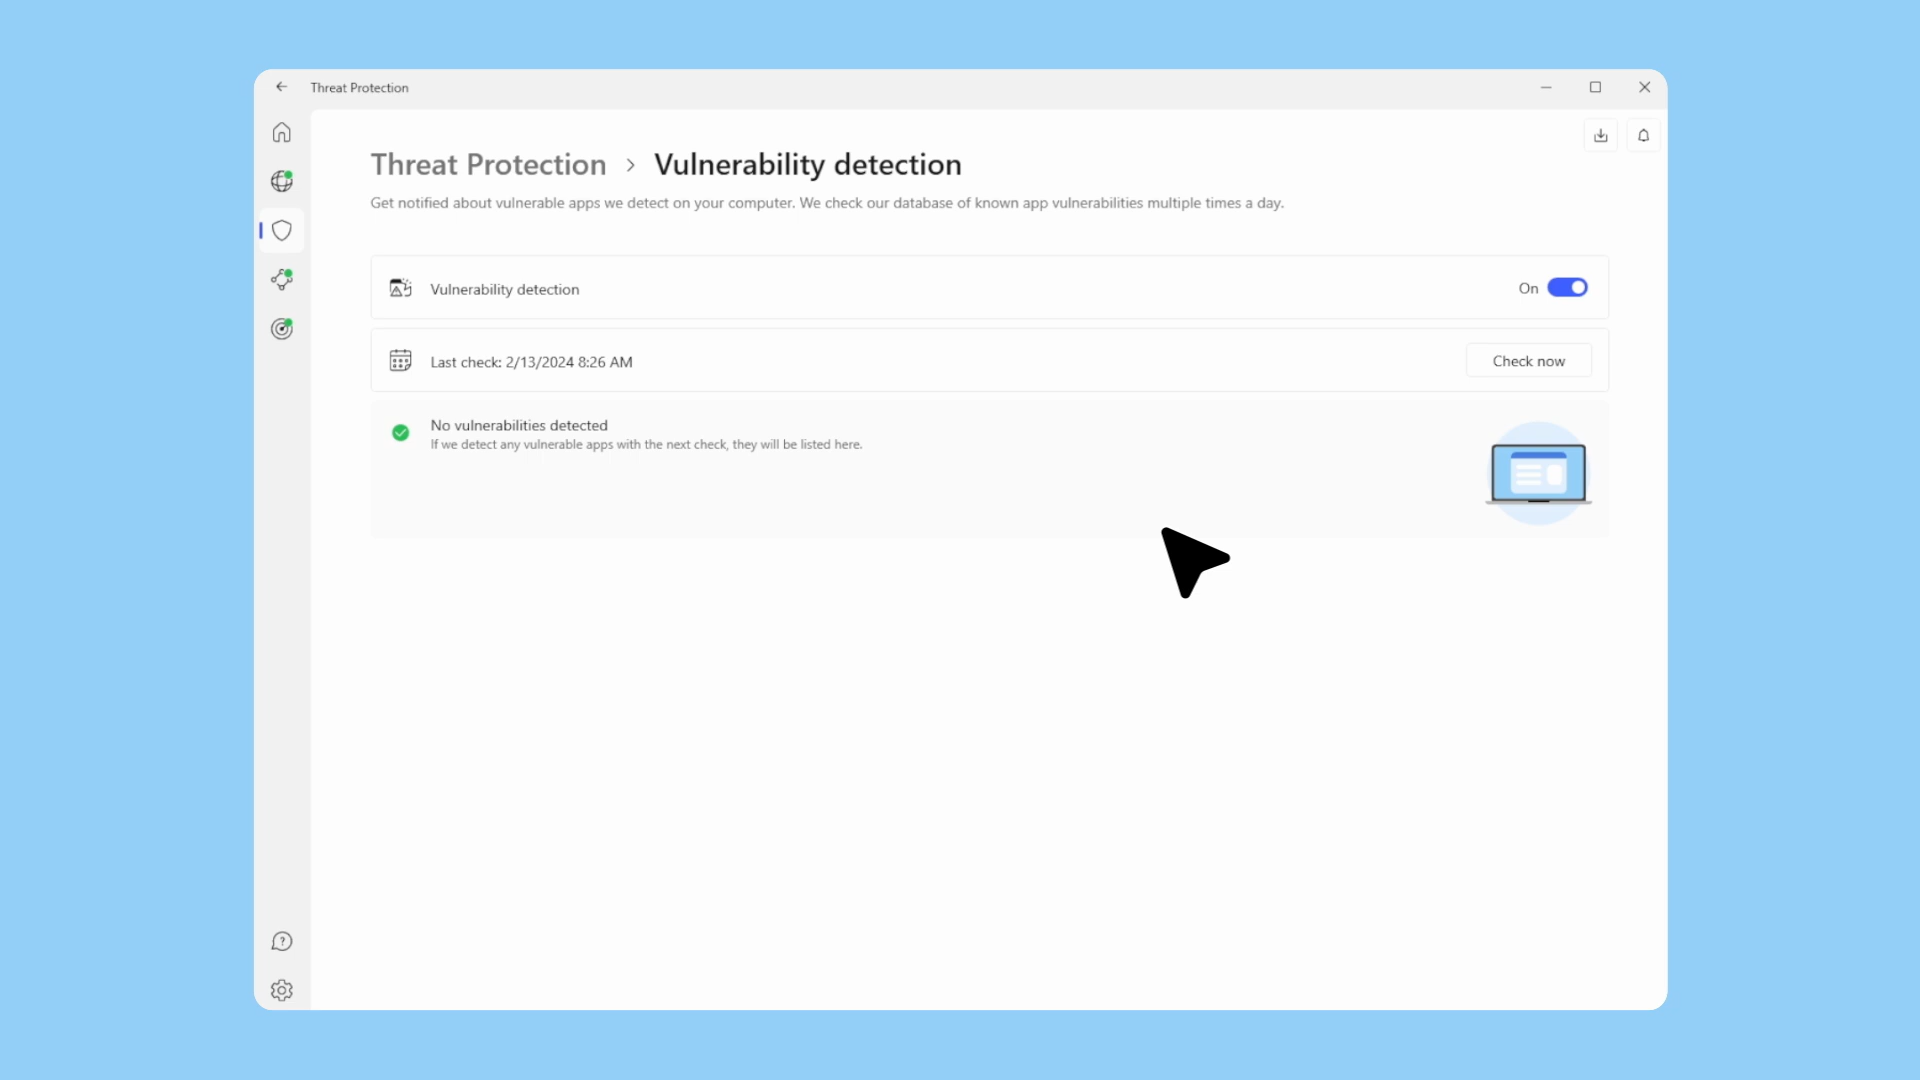 Threat Protection
Threat Protection > Vulnerability detection
Get notified about vulnerable apps we detect on your computer. We check our database of known app vulnerabilities multiple times a day.
Vulnerability detection
On
Last check: 2/13/2024 8:26 AM
Check now
No vulnerabilities detected
If we detect any vulnerable apps with the next check, they will be listed here.